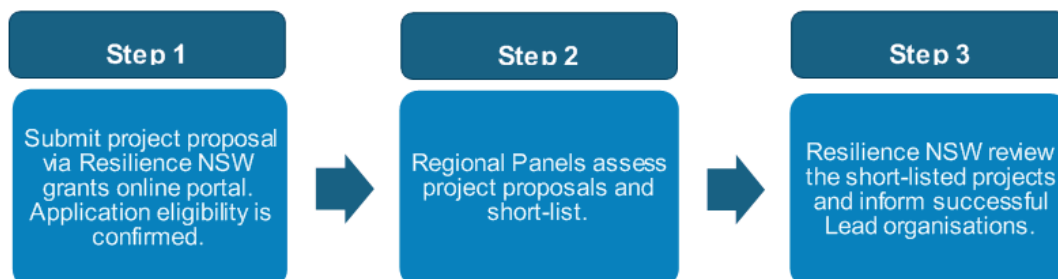 Step 1
Submit project proposal
via Resilience NSW
grants online portal.
Application eligibility is
confirmed.
Step 2
Regional Panels assess
project proposals and
short-list.
Step 3
Resilience NSW review
the short-listed projects
and inform successful
Lead organisations.